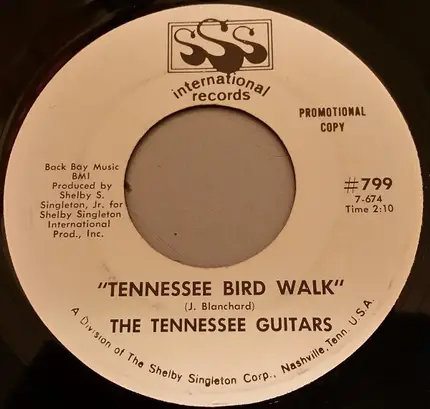 SSS
international
records
PROMOTIONAL
COPY
Back Bay Music
BMI
Produced by
Shelby S.
Singleton, Jr. for
Shelby Singleton
International
Prod., Inc.
#799
7-674
Time 2:10
"TENNESSEE BIRD WALK"
(J. Blanchard)
THE TENNESSEE GUITARS
A Division of The Shelby Singleton Corp., Nashville, Tenn. U.S.A.